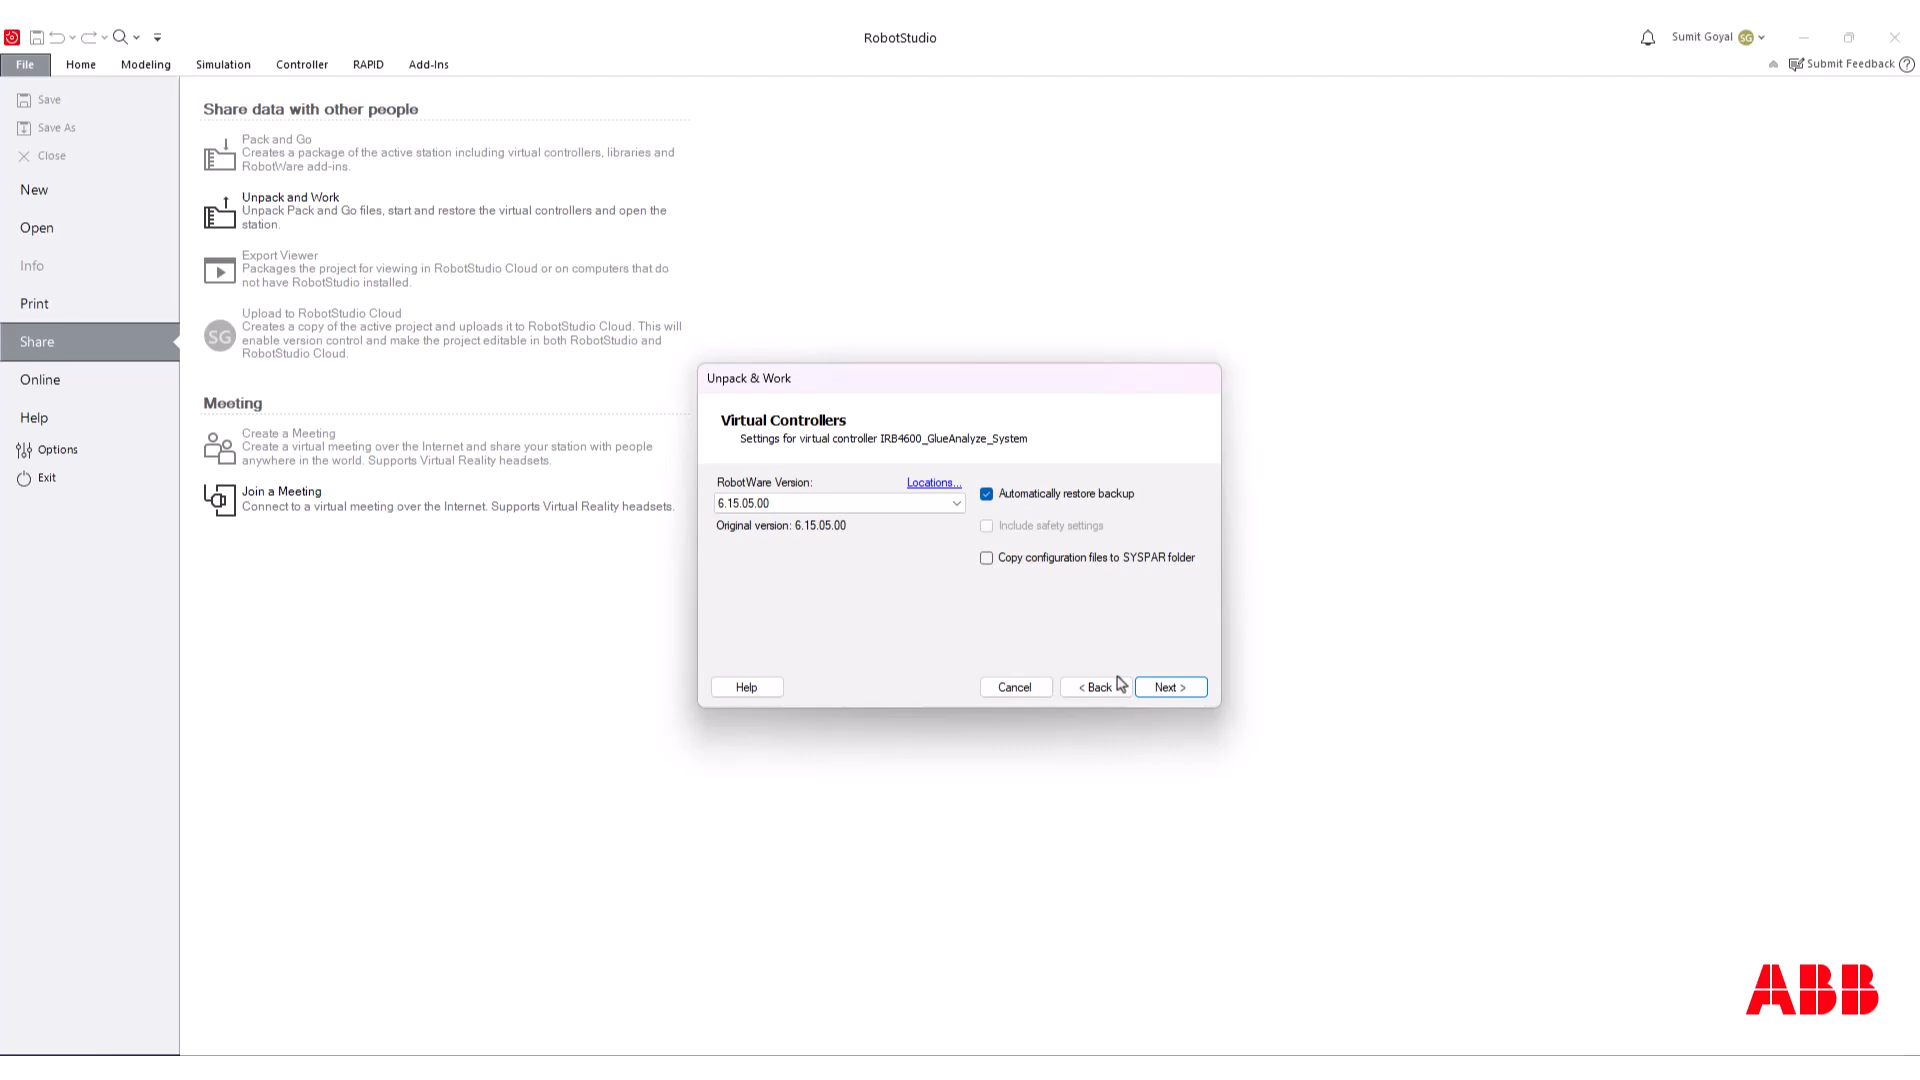 RobotStudio
Sumit Goyal SG
File Home Modeling Simulation Controller RAPID Add-Ins
Submit Feedback ?
Save
Save As
Close
New
Open
Info
Print
Share
Online
Help
Options
Exit
Share data with other people
Pack and Go
Creates a package of the active station including virtual controllers, libraries and
RobotWare add-ins.
Unpack and Work
Unpack Pack and Go files, start and restore the virtual controllers and open the
station.
Export Viewer
Packages the project for viewing in RobotStudio Cloud or on computers that do
not have RobotStudio installed.
SG
Upload to RobotStudio Cloud
Creates a copy of the active project and uploads it to RobotStudio Cloud. This will
enable version control and make the project editable in both RobotStudio and
RobotStudio Cloud.
Meeting
Create a Meeting
Create a virtual meeting over the Internet and share your station with people
anywhere in the world. Supports Virtual Reality headsets.
Join a Meeting
Connect to a virtual meeting over the Internet. Supports Virtual Reality headsets.
Unpack & Work
Virtual Controllers
Settings for virtual controller IRB4600_GlueAnalyze_System
RobotWare Version: Locations...
6.15.05.00
Original version: 6.15.05.00
Automatically restore backup
Include safety settings
Copy configuration files to SYSPAR folder
Help Cancel < Back Next >
ABB